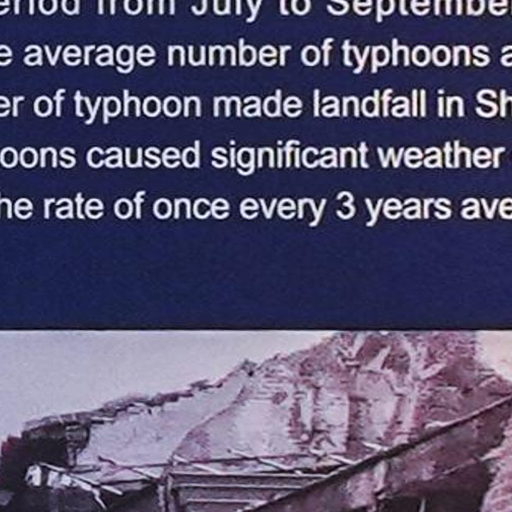 eriod from July to September
e average number of typhoons a
er of typhoon made landfall in Sh
oons caused significant weather
he rate of once every 3 years ave